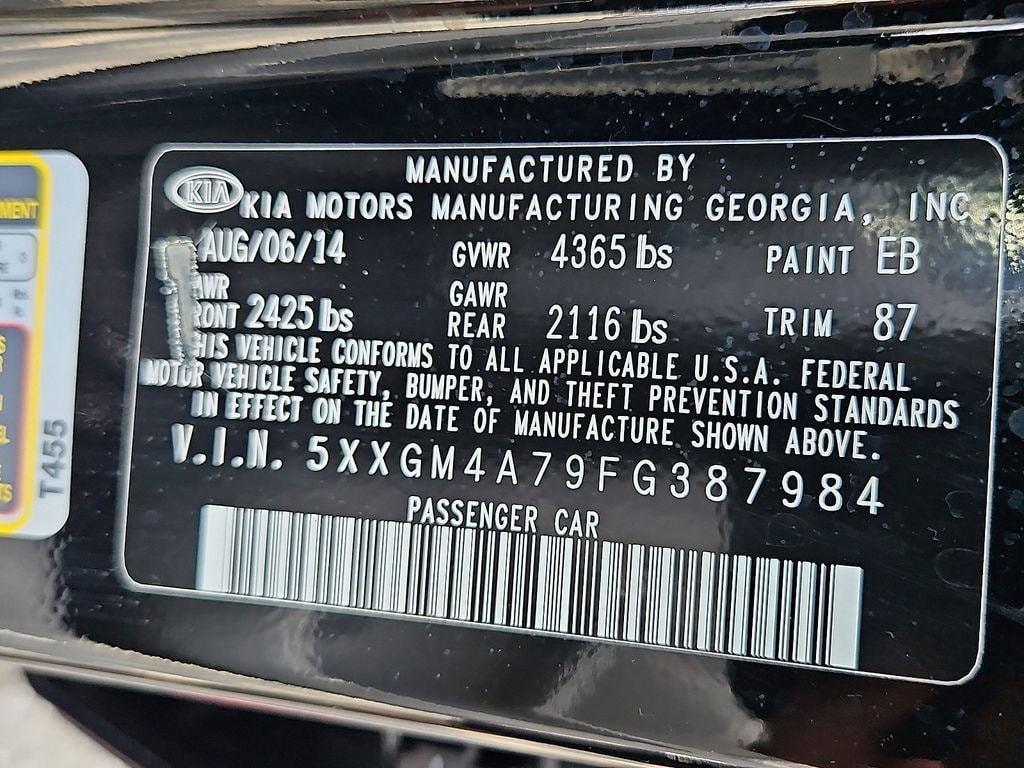 MANUFACTURED BY
KIA
KIA MOTORS MANUFACTURING GEORGIA, INC
AUG/06/14 GVWR 4365 lbs PAINT EB
GAWR
REAR 2116 lbs TRIM 87
2425 lbs
VEHICLE CONFORMS TO ALL APPLICABLE U.S.A. FEDERAL
MOTOR VEHICLE SAFETY, BUMPER, AND THEFT PREVENTION STANDARDS
IN EFFECT ON THE DATE OF MANUFACTURE SHOWN ABOVE.
V.I.N. 5XXGM4A79FG387984
PASSENGER CAR
T455